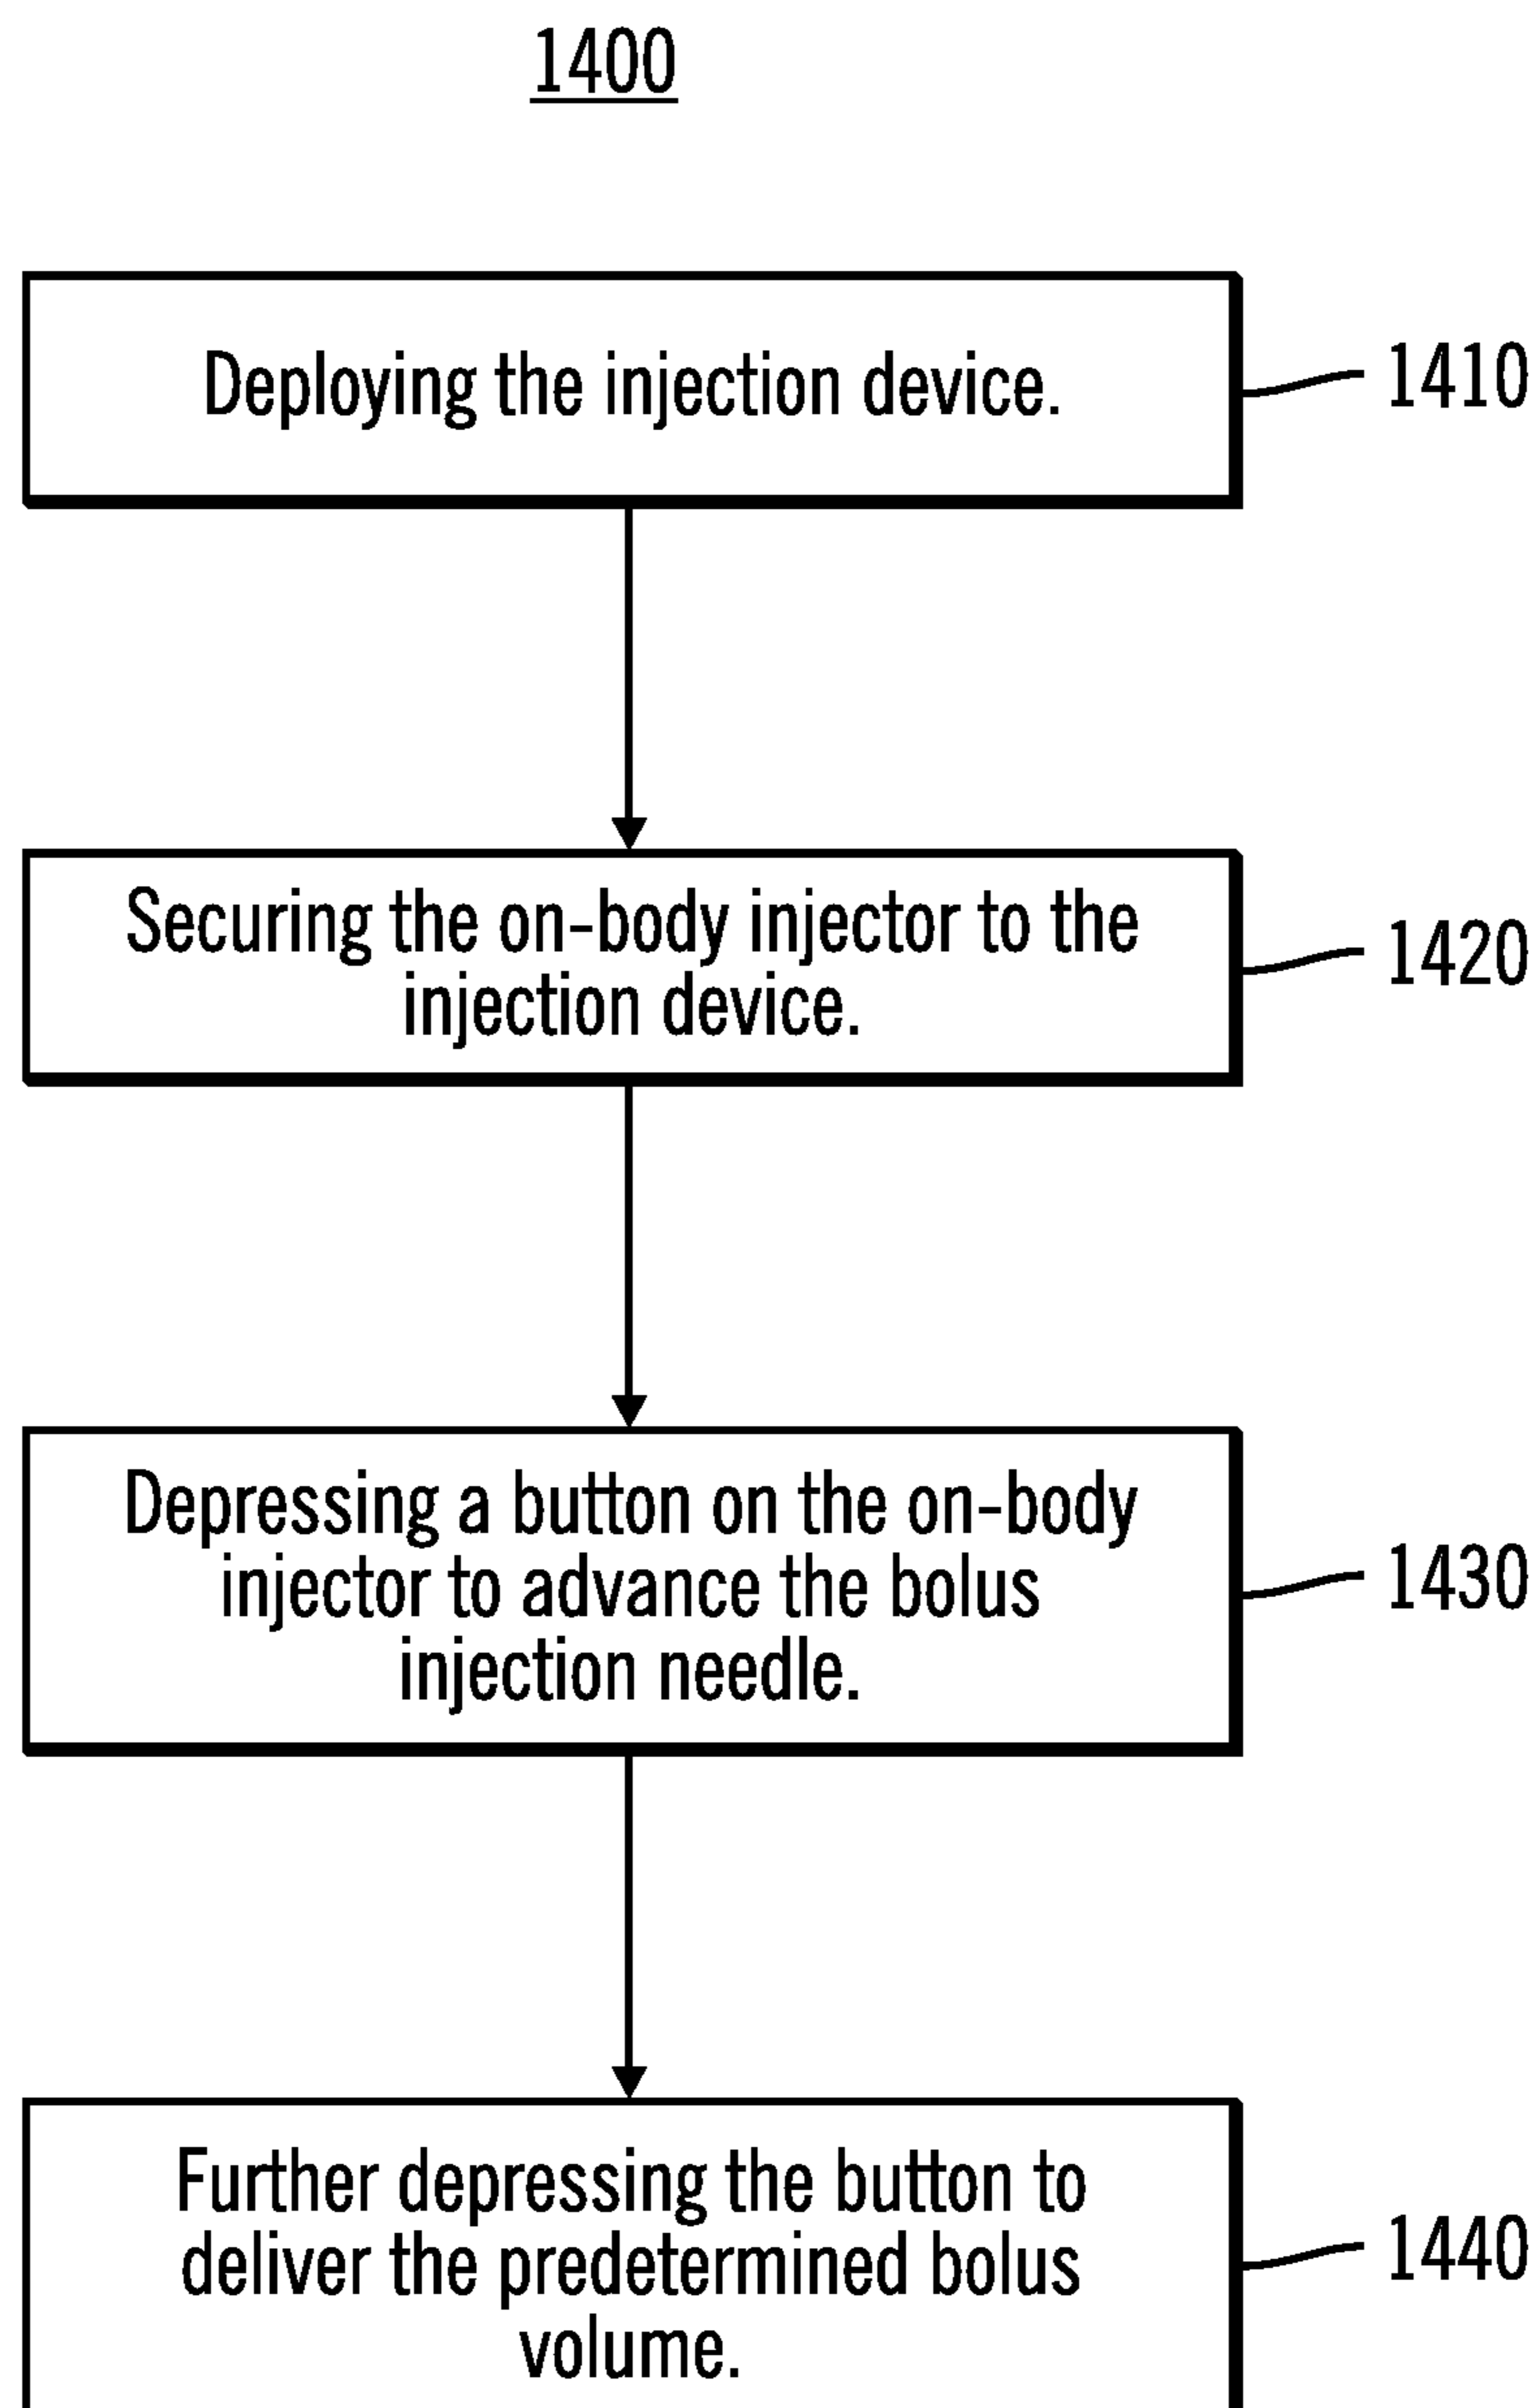 1400
Deploying the injection device.
1410
Securing the on-body injector to the
injection device.
1420
Depressing a button on the on-body
injector to advance the bolus
injection needle.
1430
Further depressing the button to
deliver the predetermined bolus
volume.
1440